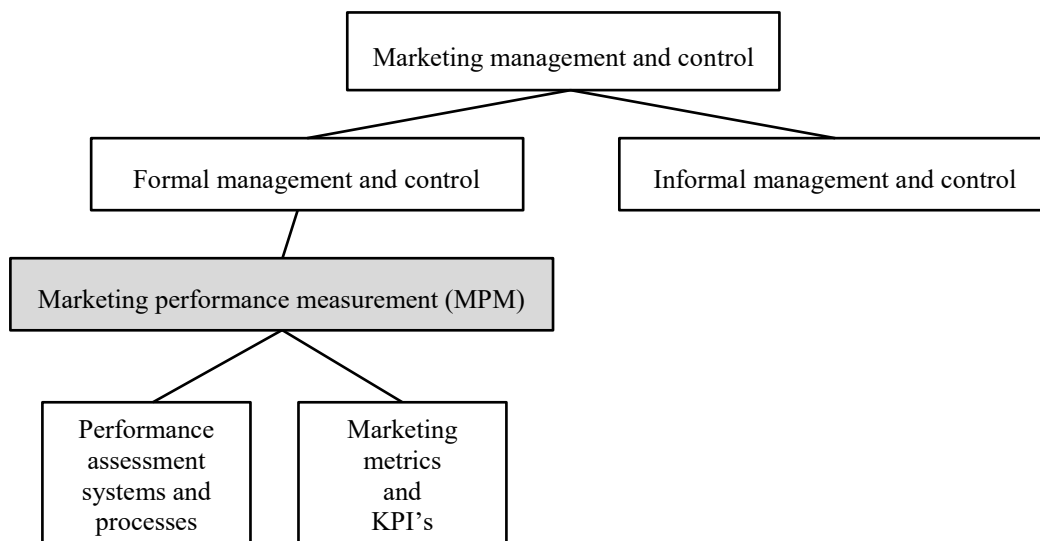 Marketing management and control
Formal management and control
Informal management and control
Marketing performance measurement (MPM)
Performance
assessment
systems and
processes
Marketing
metrics
and
KPI’s